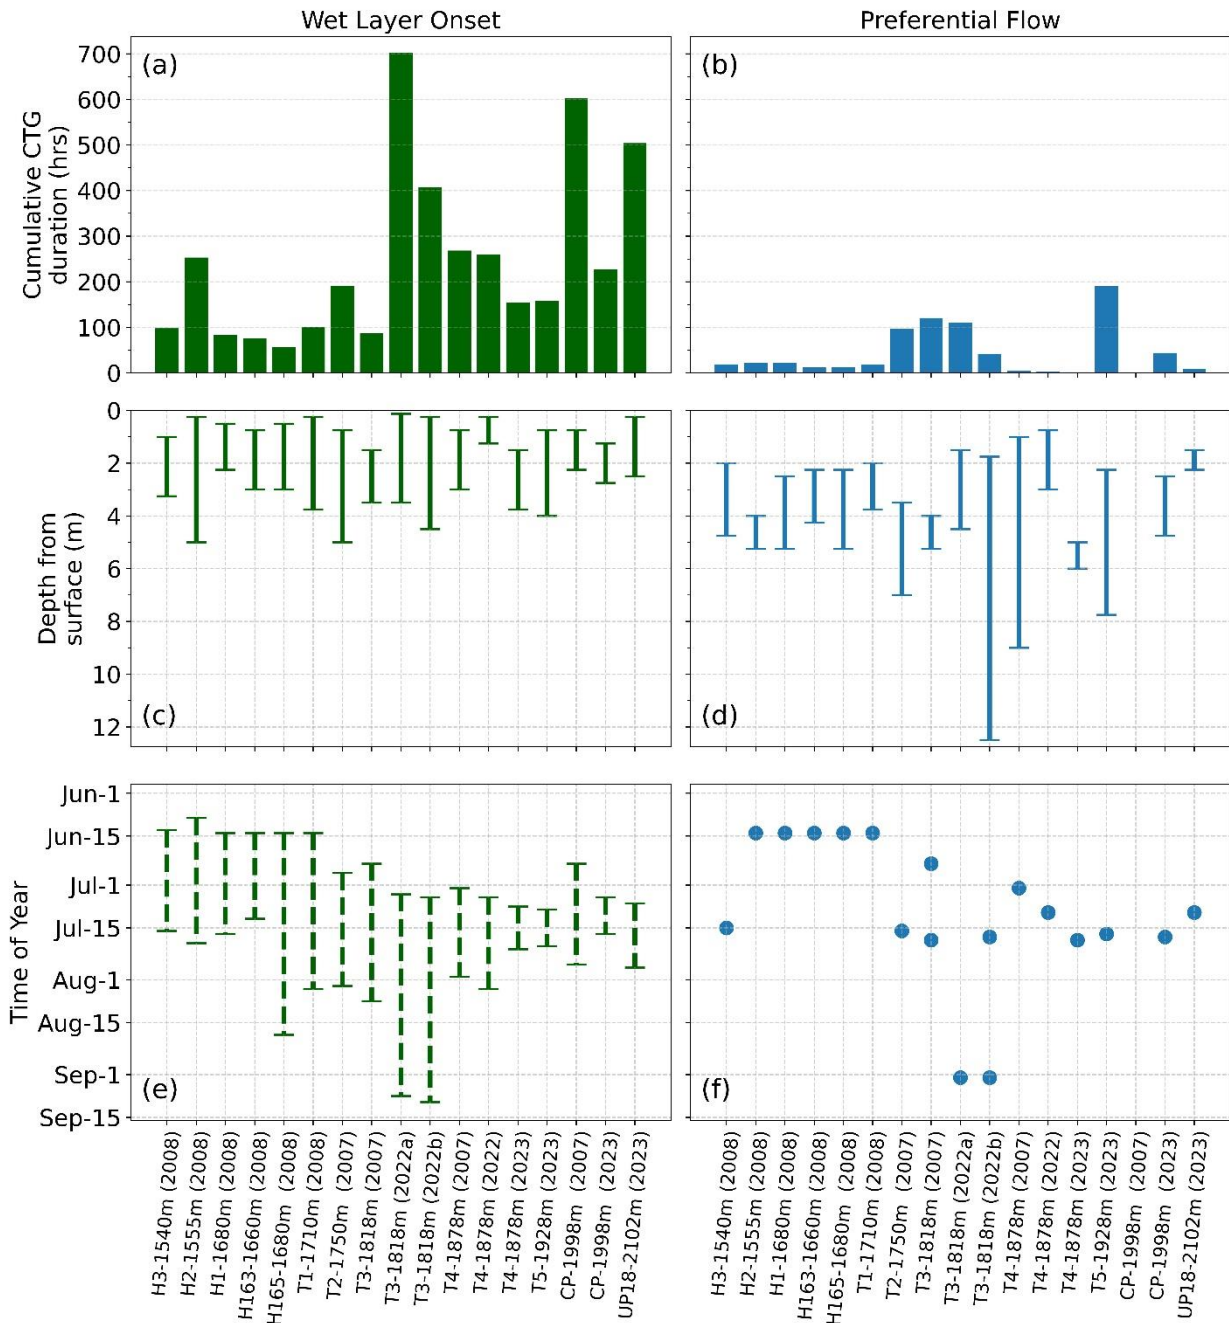 Wet Layer Onset
Preferential Flow
(a)
(b)
Cumulative CTG
duration (hrs)
700
600
500
400
300
200
100
0
(c)
(d)
Depth from
surface (m)
0
2
4
6
8
10
12
(e)
(f)
Time of Year
Jun-1
Jun-15
Jul-1
Jul-15
Aug-1
Aug-15
Sep-1
Sep-15
H3-1540m (2008)
H2-1555m (2008)
H1-1680m (2008)
H163-1660m (2008)
H165-1680m (2008)
T1-1710m (2008)
T2-1750m (2007)
T3-1818m (2007)
T3-1818m (2022a)
T3-1818m (2022b)
T4-1878m (2007)
T4-1878m (2022)
T4-1878m (2023)
T5-1928m (2023)
CP-1998m (2007)
CP-1998m (2023)
UP18-2102m (2023)
H3-1540m (2008)
H2-1555m (2008)
H1-1680m (2008)
H163-1660m (2008)
H165-1680m (2008)
T1-1710m (2008)
T2-1750m (2007)
T3-1818m (2007)
T3-1818m (2022a)
T3-1818m (2022b)
T4-1878m (2007)
T4-1878m (2022)
T4-1878m (2023)
T5-1928m (2023)
CP-1998m (2007)
CP-1998m (2023)
UP18-2102m (2023)